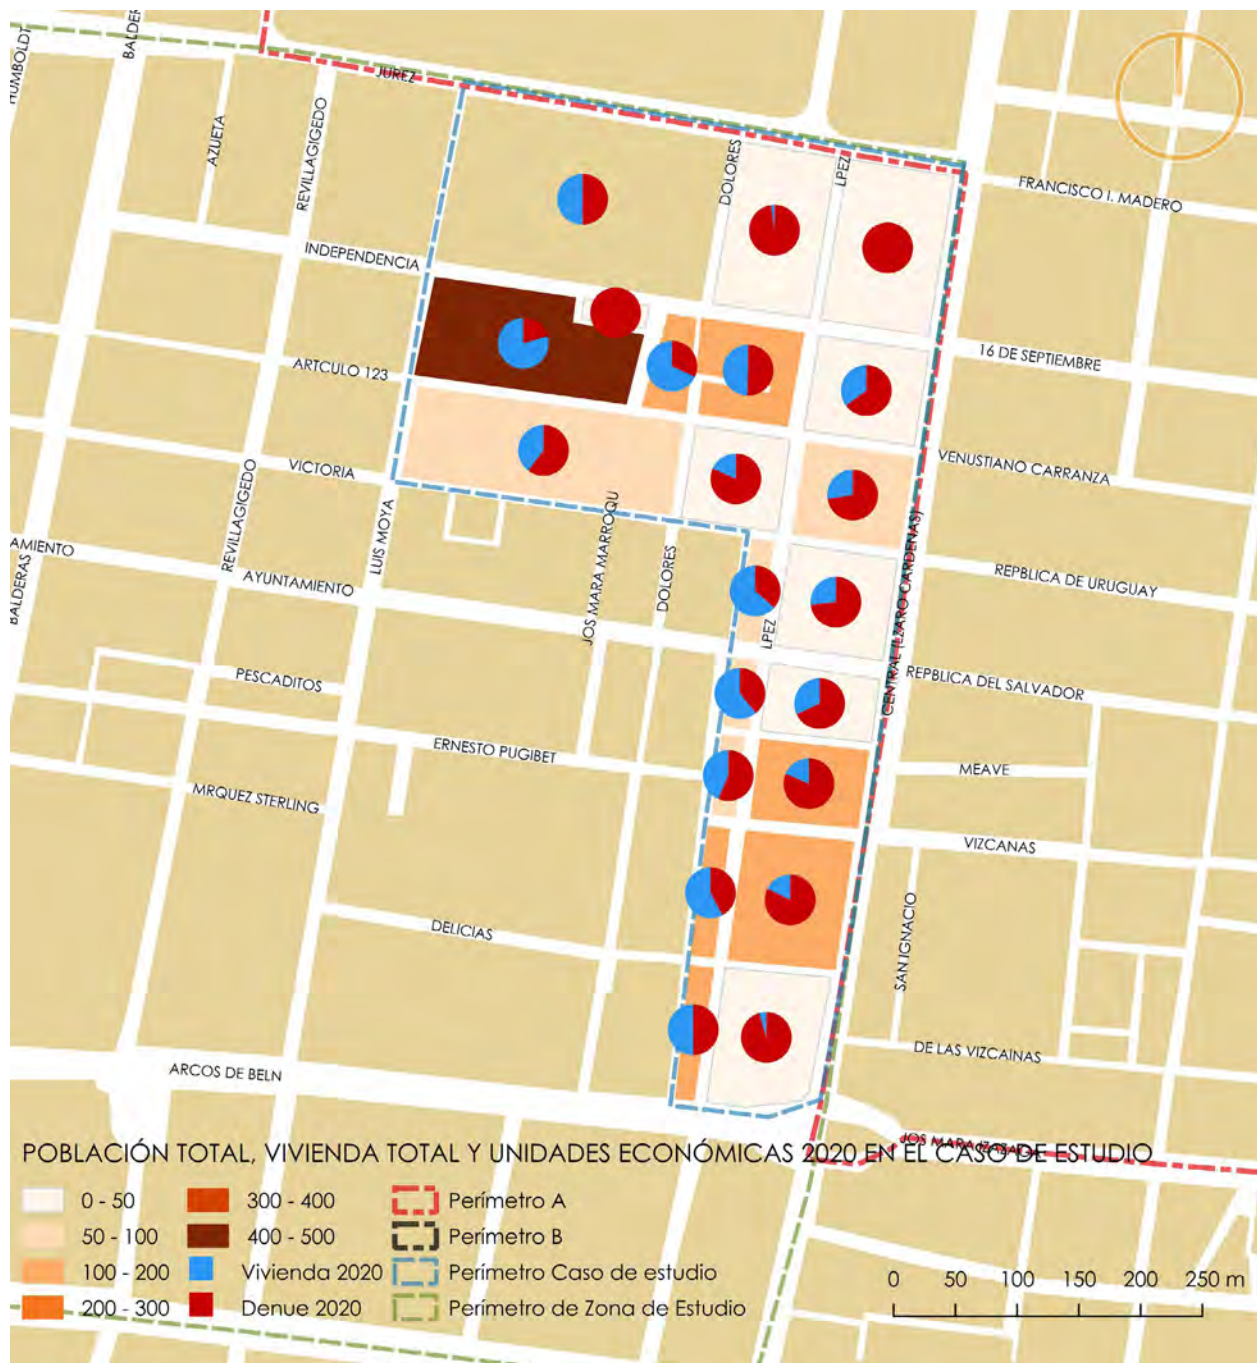 HUMBOLDT
BALDER
JUREZ
AZUETA
REVILLAGIGEDO
DOLORES
LPEZ
FRANCISCO I. MADERO
INDEPENDENCIA
16 DE SEPTIEMBRE
ARTCULO 123
VENUSTIANO CARRANZA
VICTORIA
REVILLAGIGEDO
LUIS MOYA
JOS MARA MARROQU
DOLORES
LPEZ
CENTRAL (LZARO CARDENAS)
REPBLICA DE URUGUAY
AMIENTO
BALDERAS
AYUNTAMIENTO
REPBLICA DEL SALVADOR
PESCADITOS
ERNESTO PUGIBET
MEAVE
MRQUEZ STERLING
VIZCANAS
SAN IGNACIO
DELICIAS
DE LAS VIZCAINAS
ARCOS DE BELN
JOS MARA IZAZAG
POBLACIÓN TOTAL, VIVIENDA TOTAL Y UNIDADES ECONÓMICAS 2020 EN EL CASO DE ESTUDIO
0 - 50
50 - 100
100 - 200
200 - 300
300 - 400
400 - 500
Vivienda 2020
Denue 2020
Perímetro A
Perímetro B
Perímetro Caso de estudio
Perímetro de Zona de Estudio
0 50 100 150 200 250 m